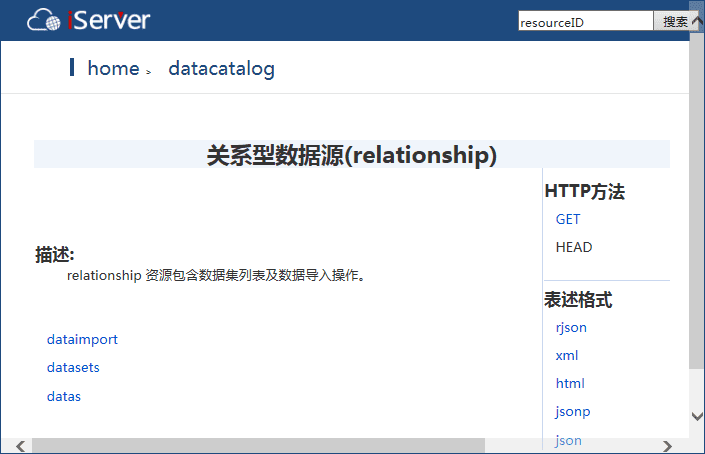 iServer
resourceID
搜索
home > datacatalog
关系型数据源(relationship)
HTTP方法
GET
HEAD
描述:
relationship 资源包含数据集列表及数据导入操作。
表述格式
rjson
dataimport
xml
datasets
html
datas
jsonp
json